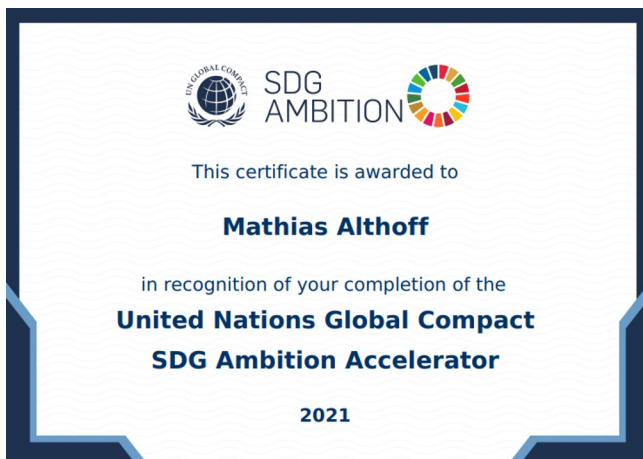 UN GLOBAL COMPACT
SDG
AMBITION
This certificate is awarded to
Mathias Althoff
in recognition of your completion of the
United Nations Global Compact
SDG Ambition Accelerator
2021